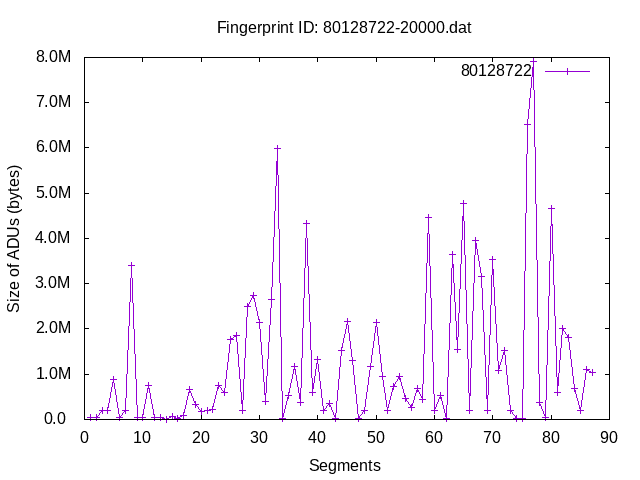 Fingerprint ID: 80128722-20000.dat
80128722
8.0M
7.0M
6.0M
5.0M
4.0M
3.0M
2.0M
1.0M
0.0
Size of ADUs (bytes)
0 10 20 30 40 50 60 70 80 90
Segments